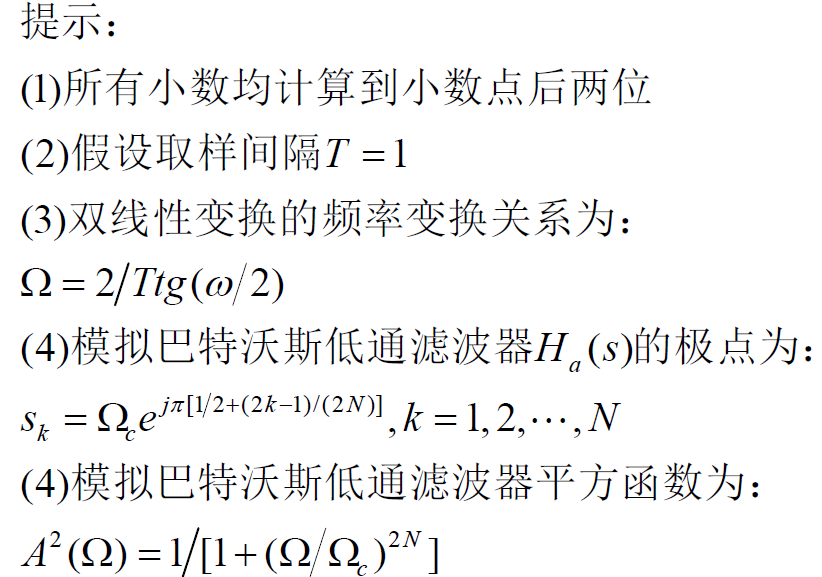 提示：
(1)所有小数均计算到小数点后两位
(2)假设取样间隔T = 1
(3)双线性变换的频率变换关系为：
Ω = 2/Ttg(ω/2)
(4)模拟巴特沃斯低通滤波器H_a(s)的极点为：
s_k = Ω_c e^{jπ[1/2+(2k-1)/(2N)]}, k = 1, 2, ⋯, N
(4)模拟巴特沃斯低通滤波器平方函数为：
A²(Ω) = 1/[1 + (Ω/Ω_c)^{2N}]